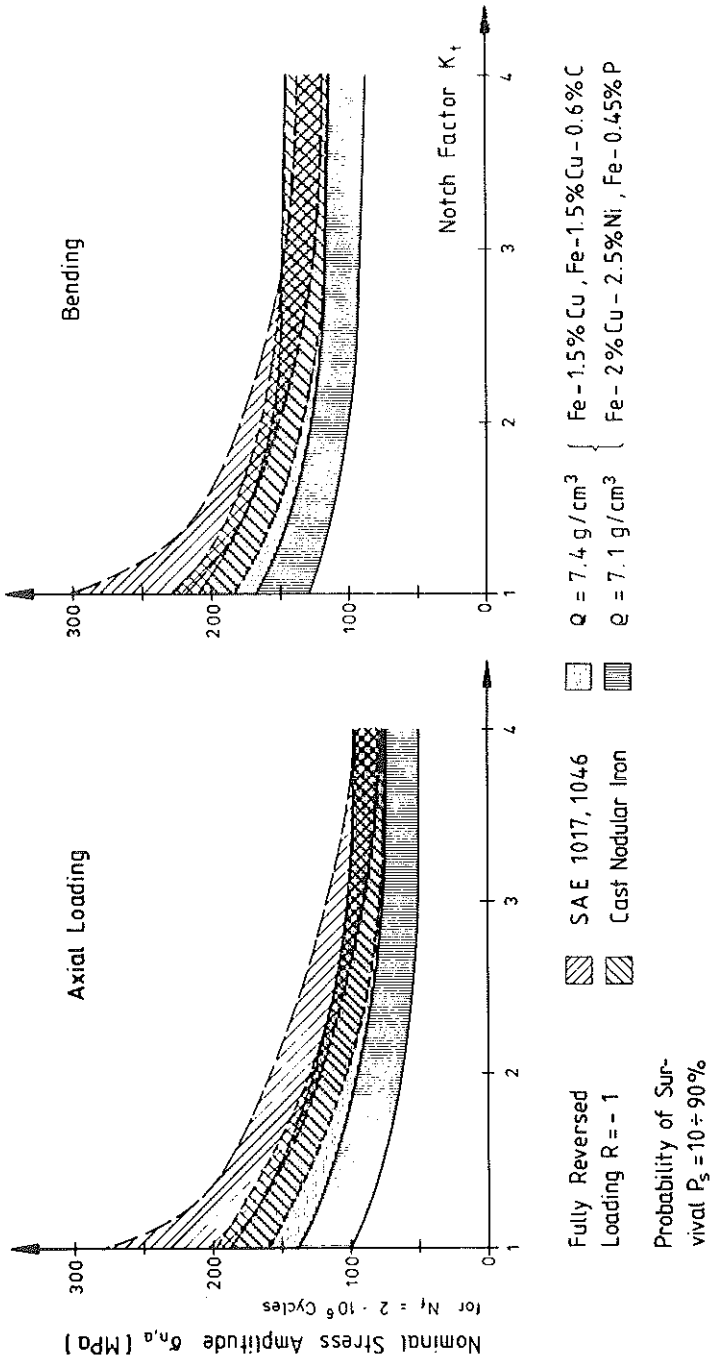 Nominal Stress Amplitude σn,a [MPa]
for Nf = 2 · 10⁶ Cycles
Axial Loading
300
200
100
0
1
2
3
4
Bending
300
200
100
0
1
2
3
4
Notch Factor Kt
Fully Reversed
Loading R = - 1
Probability of Sur-
vival Ps = 10 ÷ 90%
SAE 1017, 1046
Cast Nodular Iron
ϱ = 7.4 g/cm³
ϱ = 7.1 g/cm³
{
Fe-1.5%Cu, Fe-1.5%Cu-0.6%C
Fe-2%Cu-2.5%Ni, Fe-0.45%P